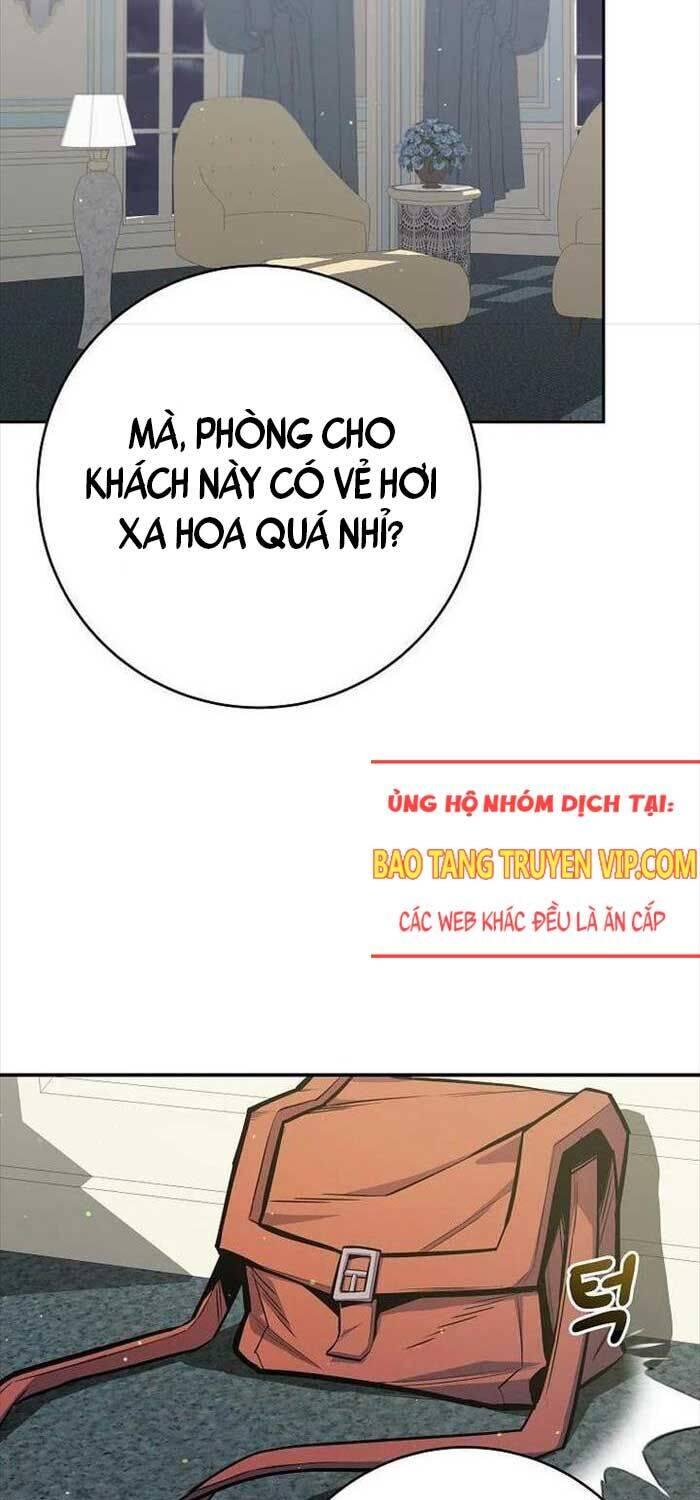 MÀ, PHÒNG CHO
KHÁCH NÀY CÓ VẺ HƠI
XA HOA QUÁ NHỈ?
ỦNG HỘ NHÓM DỊCH TẠI:
BAO TANG TRUYEN VIP.COM
CÁC WEB KHÁC ĐỀU LÀ ĂN CẮP
턱